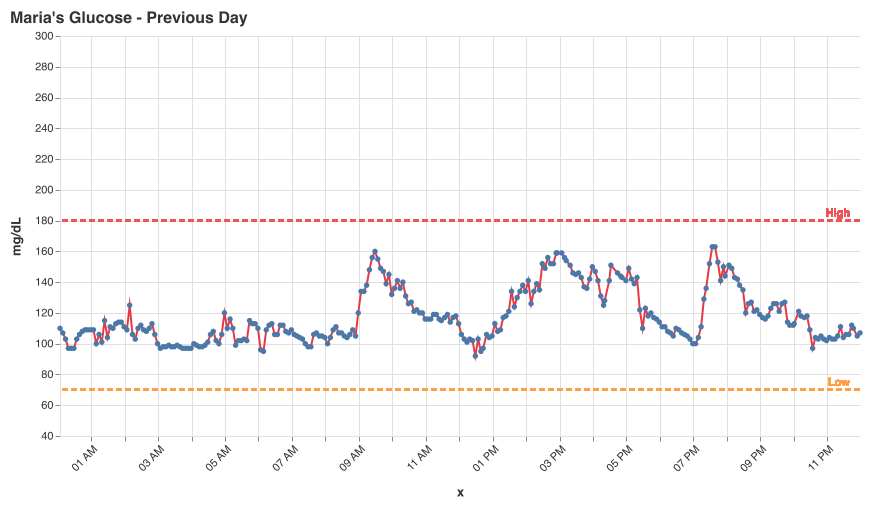 Maria's Glucose - Previous Day
300
280
260
240
220
200
180
160
140
120
100
80
60
40
mg/dL
High
Low
01 AM
03 AM
05 AM
07 AM
09 AM
11 AM
01 PM
03 PM
05 PM
07 PM
09 PM
11 PM
x